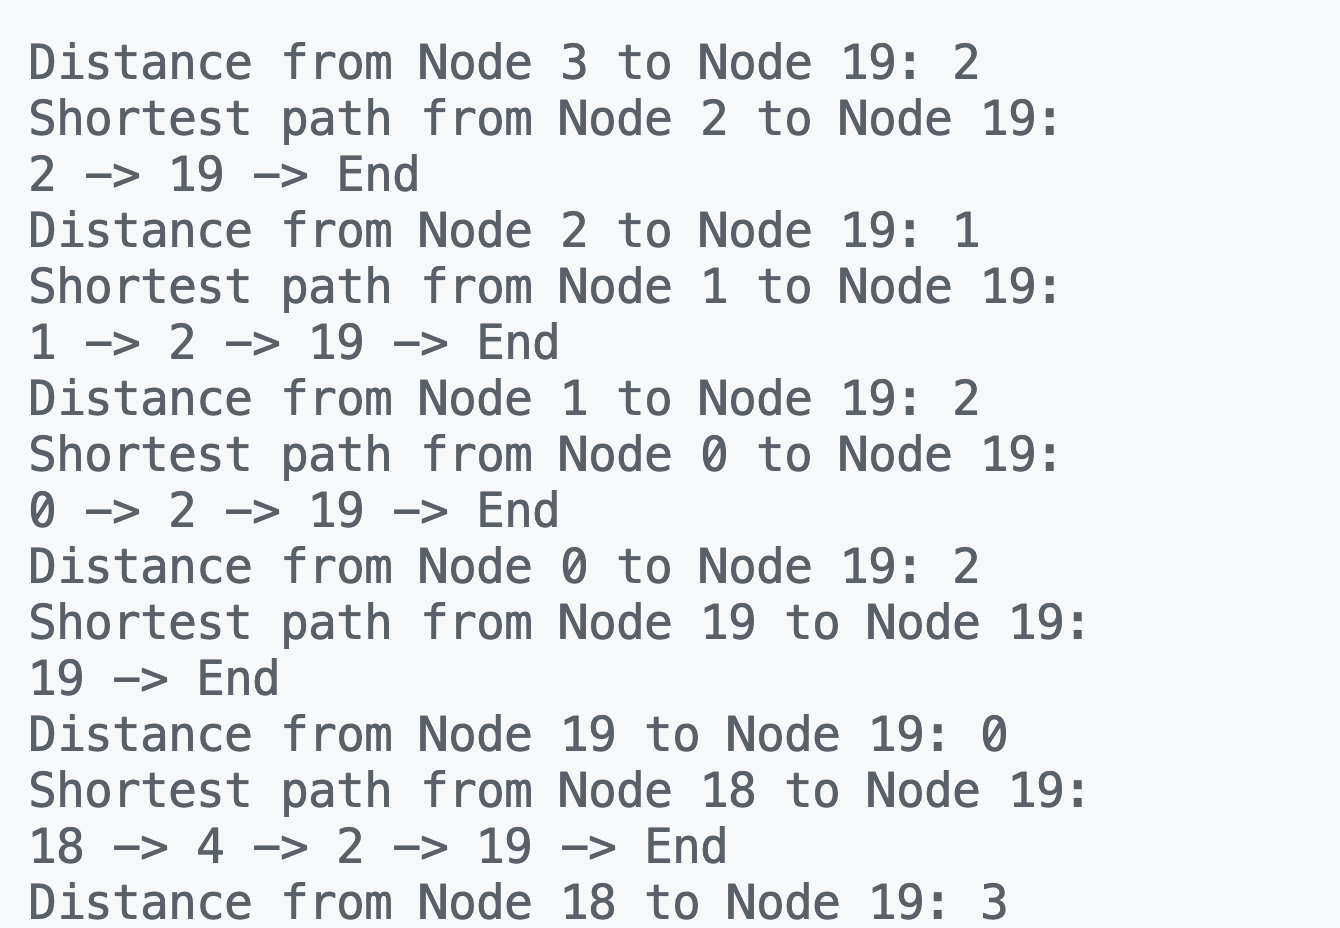 Distance from Node 3 to Node 19: 2
Shortest path from Node 2 to Node 19:
2 —> 19 —> End
Distance from Node 2 to Node 19: 1
Shortest path from Node 1 to Node 19:
1 —> 2 —> 19 —> End
Distance from Node 1 to Node 19: 2
Shortest path from Node 0 to Node 19:
0 —> 2 —> 19 —> End
Distance from Node 0 to Node 19: 2
Shortest path from Node 19 to Node 19:
19 —> End
Distance from Node 19 to Node 19: 0
Shortest path from Node 18 to Node 19:
18 —> 4 —> 2 —> 19 —> End
Distance from Node 18 to Node 19: 3